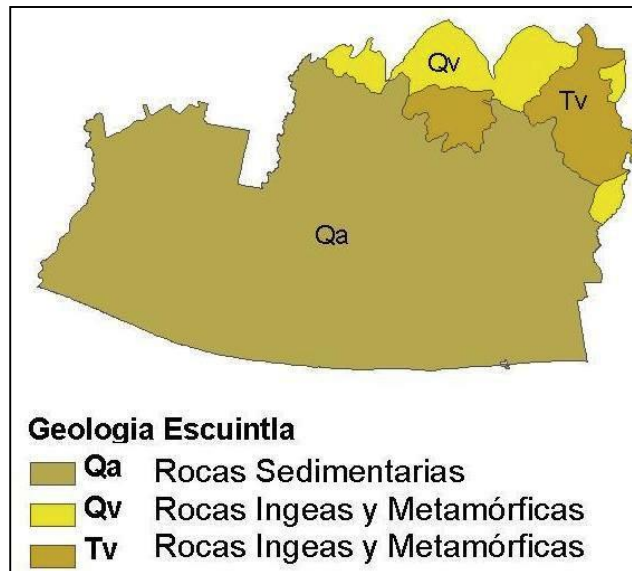 Qv
Tv
Qa
Geologia Escuintla
Qa Rocas Sedimentarias
Qv Rocas Ingeas y Metamórficas
Tv Rocas Ingeas y Metamórficas